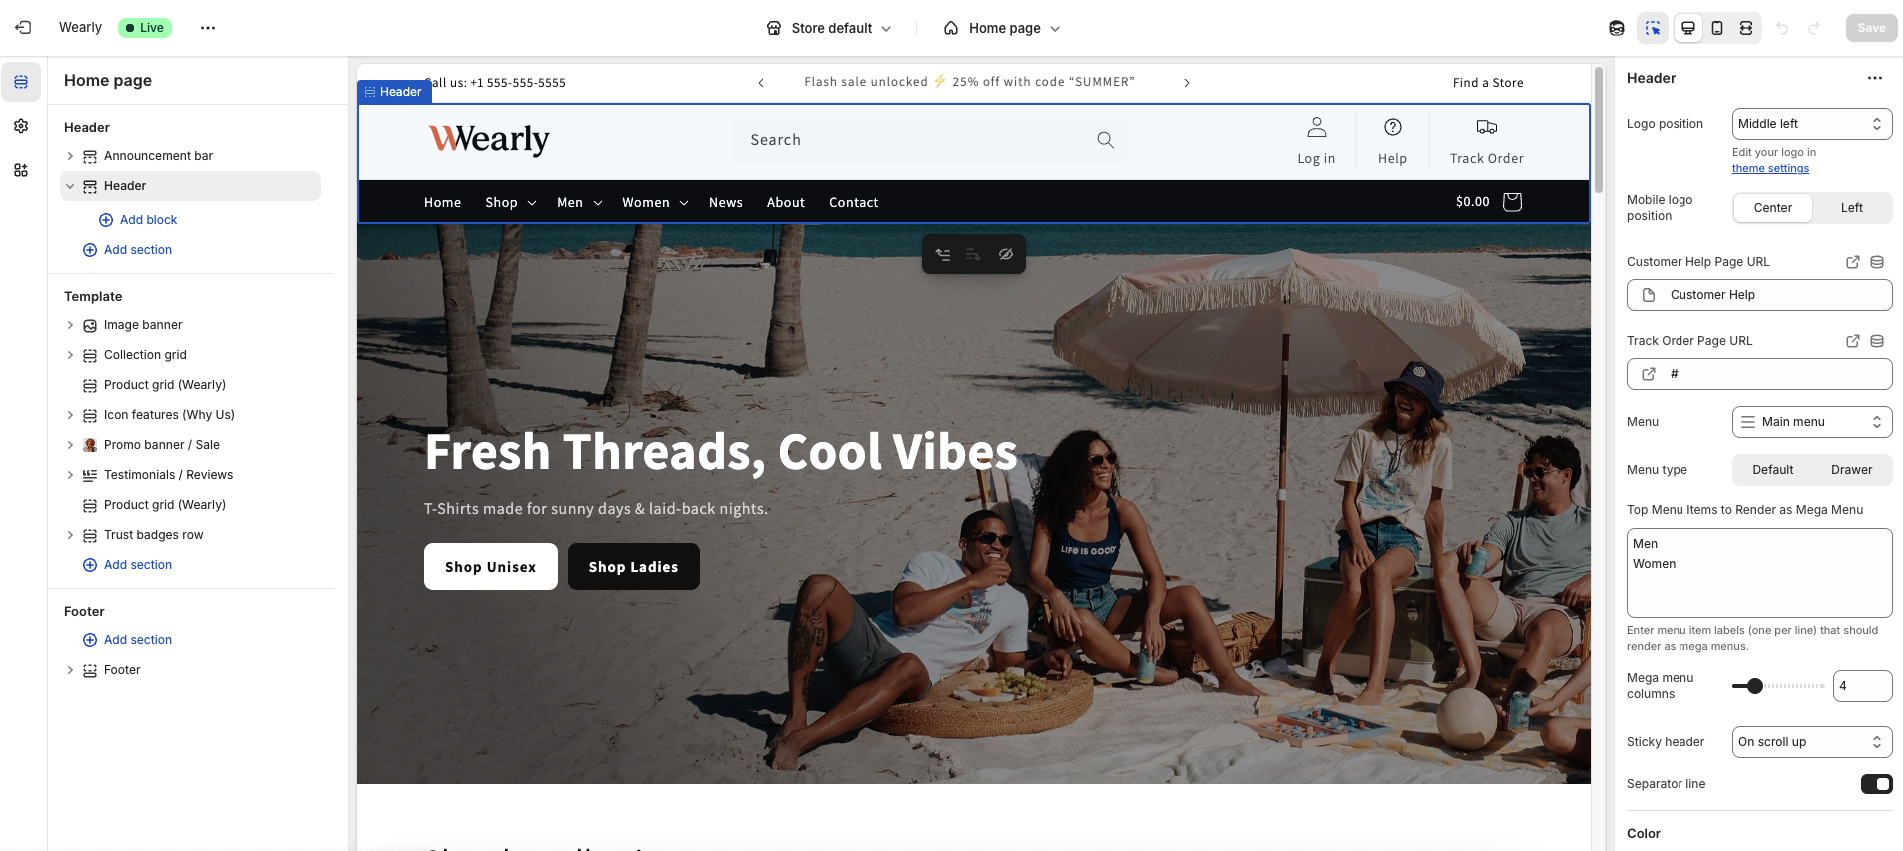 Wearly
Live
Store default
Home page
Save
Home page
Header
Announcement bar
Header
Add block
Add section
Template
Image banner
Collection grid
Product grid (Wearly)
Icon features (Why Us)
Promo banner / Sale
Testimonials / Reviews
Product grid (Wearly)
Trust badges row
Add section
Footer
Add section
Footer
all us: +1 555-555-5555
Flash sale unlocked ⚡ 25% off with code “SUMMER”
Find a Store
Header
Wearly
Search
Log in
Help
Track Order
Home
Shop
Men
Women
News
About
Contact
$0.00
Fresh Threads, Cool Vibes
T-Shirts made for sunny days & laid-back nights.
Shop Unisex
Shop Ladies
LIFE IS GOOD
Header
Logo position
Middle left
Edit your logo in
theme settings
Mobile logo
position
Center
Left
Customer Help Page URL
Customer Help
Track Order Page URL
#
Menu
Main menu
Menu type
Default
Drawer
Top Menu Items to Render as Mega Menu
Men
Women
Enter menu item labels (one per line) that should
render as mega menus.
Mega menu
columns
4
Sticky header
On scroll up
Separator line
Color